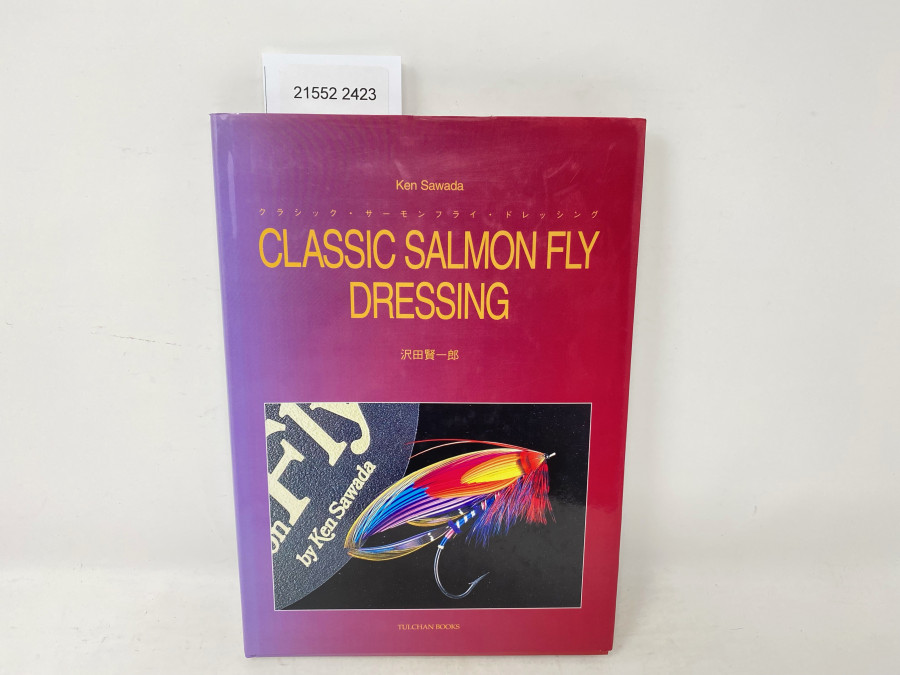 21552 2423
Ken Sawada
クラシック・サーモンフライ・ドレッシング
CLASSIC SALMON FLY
DRESSING
沢田賢一郎
Fly
on
by Ken Sawada
TULCHAN BOOKS